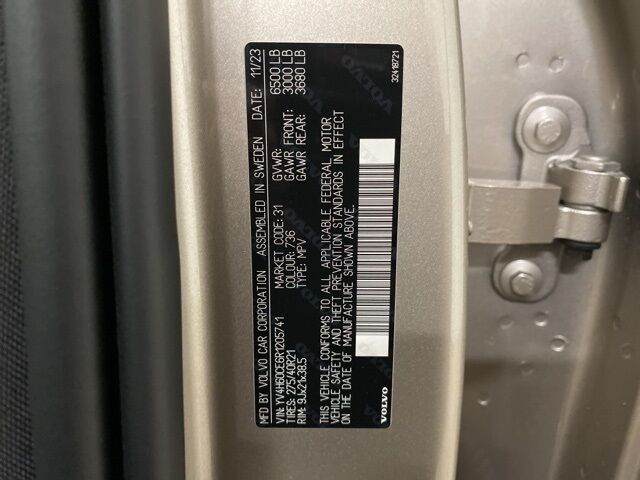 MFD BY VOLVO CAR CORPORATION ASSEMBLED IN SWEDEN DATE: 11/23
VIN: YV4H60CE6R1205741 MARKET CODE: 31 GVWR: 6500 LB
TIRES: 275/40R21 COLOUR: 736 GAWR FRONT: 3000 LB
RIM: 9Jx21x38.5 TYPE: MPV GAWR REAR: 3680 LB
THIS VEHICLE CONFORMS TO ALL APPLICABLE FEDERAL MOTOR
VEHICLE SAFETY AND THEFT PREVENTION STANDARDS IN EFFECT
ON THE DATE OF MANUFACTURE SHOWN ABOVE.
VOLVO
32418721